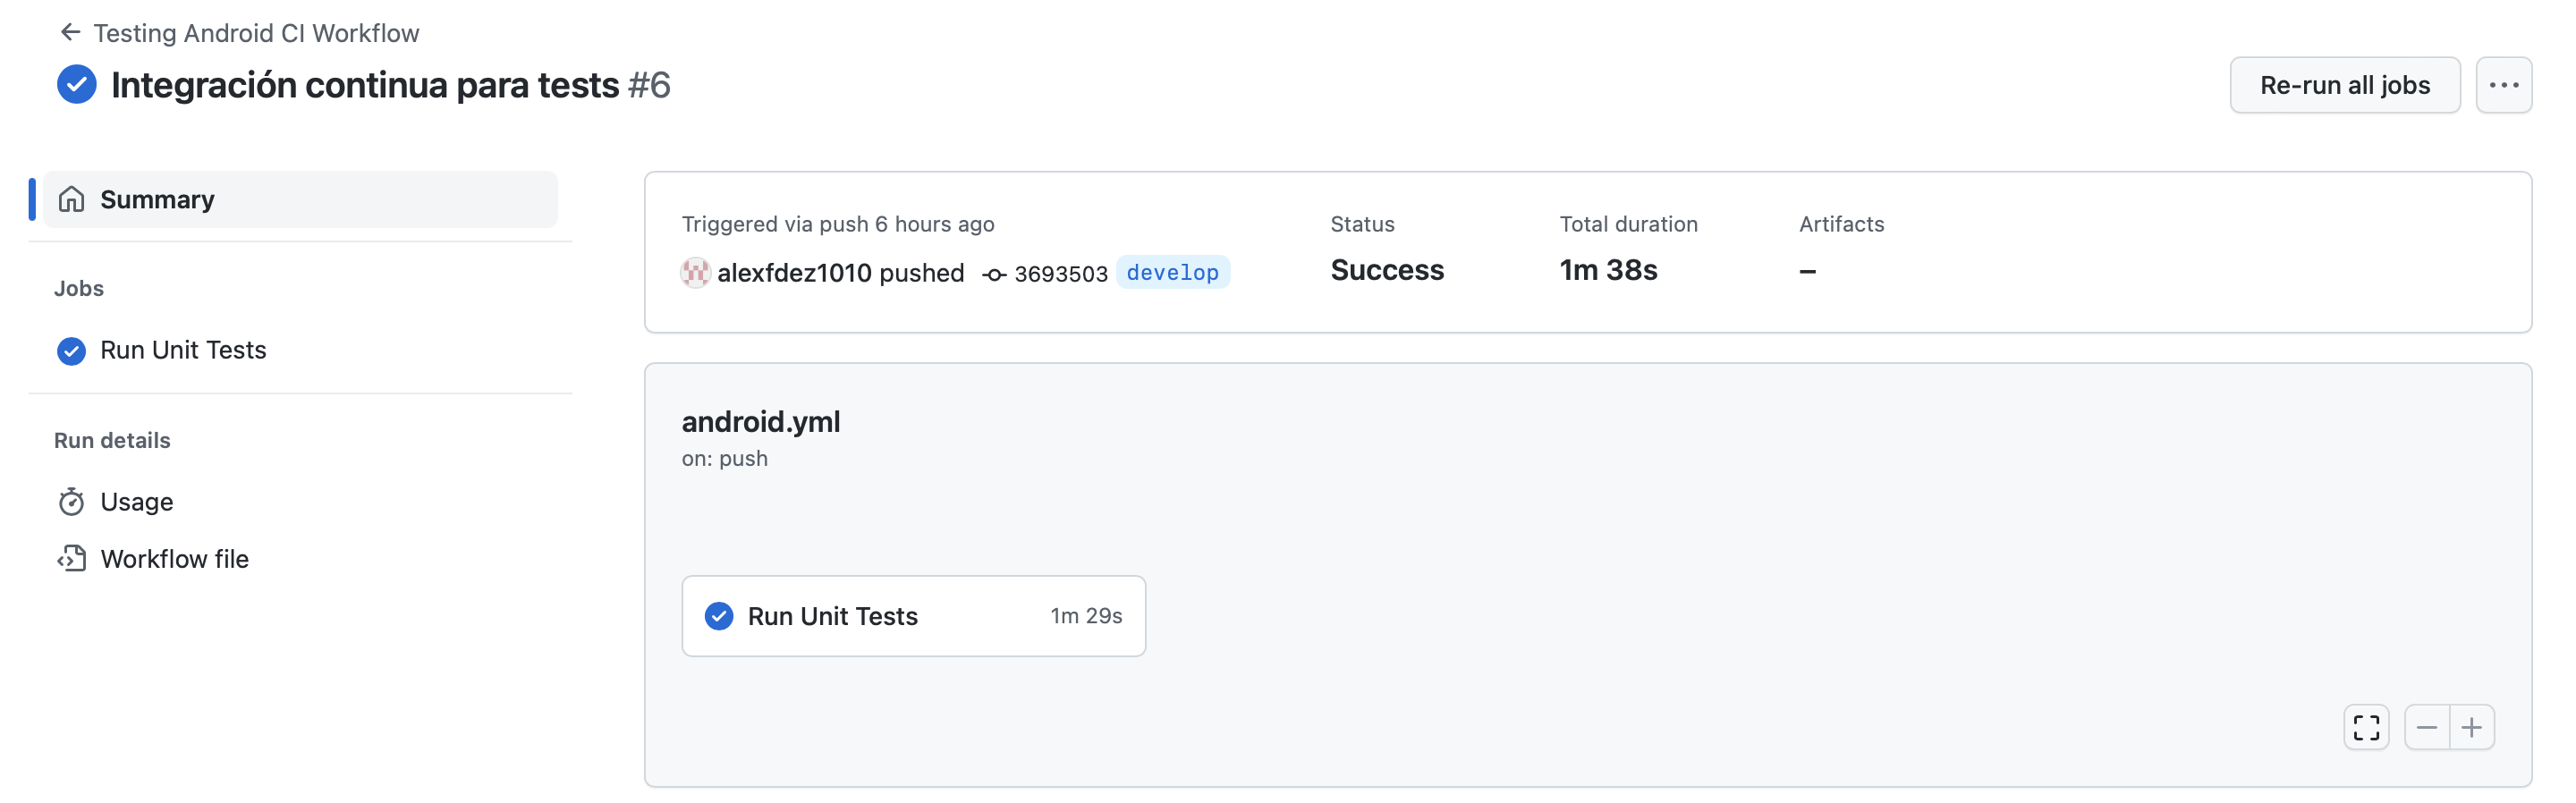 Testing Android CI Workflow
Integración continua para tests #6
Re-run all jobs
Summary
Jobs
Run Unit Tests
Run details
Usage
Workflow file
Triggered via push 6 hours ago
alexfdez1010 pushed 3693503 develop
Status
Success
Total duration
1m 38s
Artifacts
–
android.yml
on: push
Run Unit Tests 1m 29s